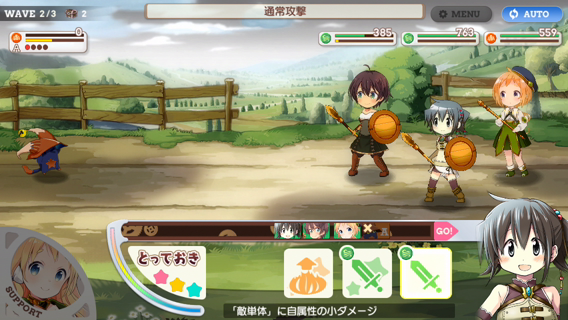 WAVE 2/3 2
通常攻撃
MENU
AUTO
0
A
385
763
559
A
GO!
とっておき
SUPPORT
「敵単体」に自属性の小ダメージ